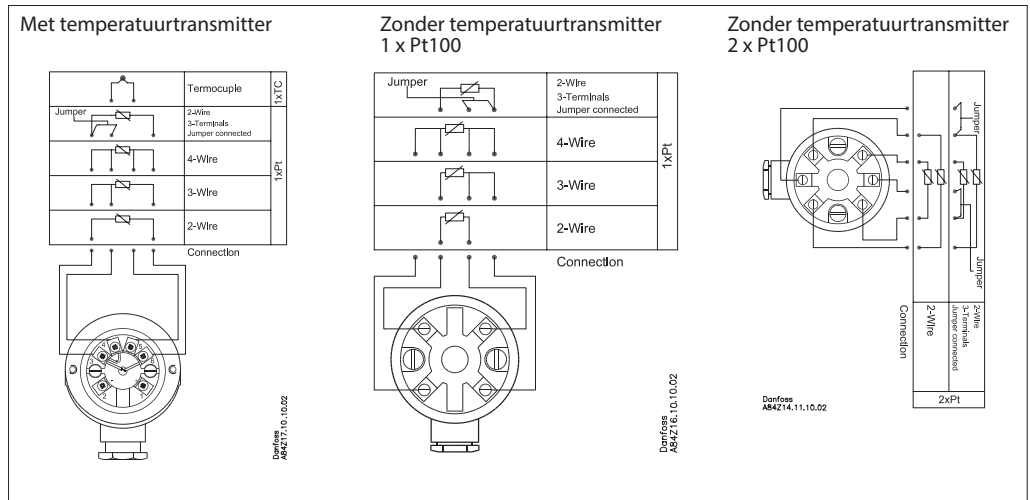 Met temperatuurtransmitter
Termocuple
1xTC
Jumper
2-Wire
3-Terminals
Jumper connected
4-Wire
3-Wire
2-Wire
1xPt
Connection
Danfoss
A84Z17.10.10.02
Zonder temperatuurtransmitter
1 x Pt100
Jumper
2-Wire
3-Terminals
Jumper connected
4-Wire
3-Wire
2-Wire
1xPt
Connection
Danfoss
A84Z16.10.10.02
Zonder temperatuurtransmitter
2 x Pt100
Jumper
Jumper
Connection
2-Wire
2-Wire
3-Terminals
Jumper connected
2xPt
Danfoss
A84Z14.11.10.02